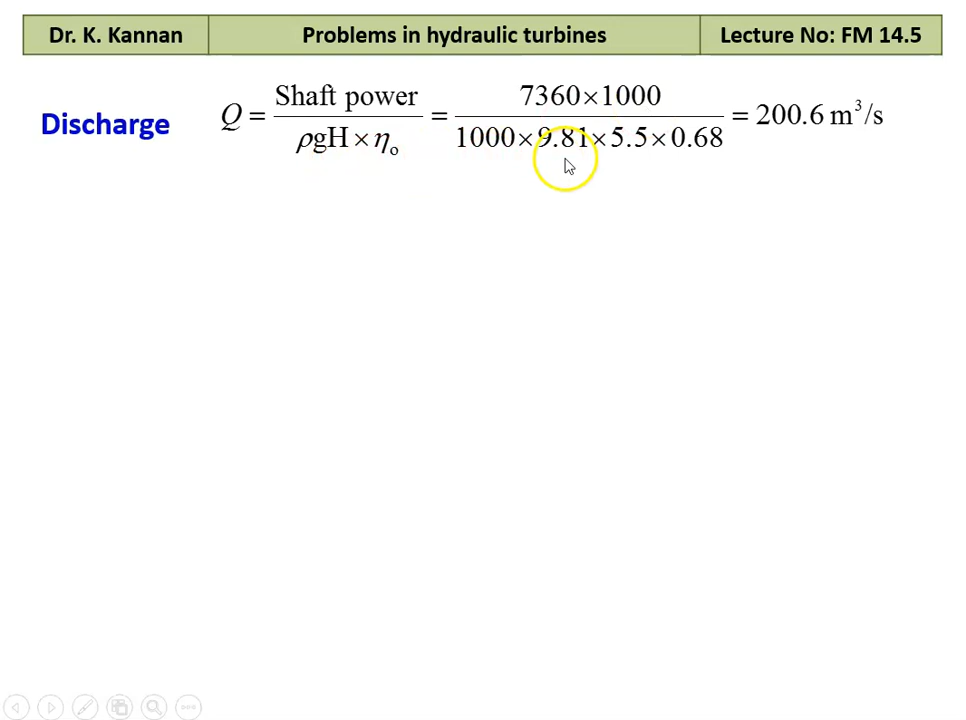 Dr. K. Kannan
Problems in hydraulic turbines
Lecture No: FM 14.5
Discharge
Q = Shaft power / ρgH × ηₒ = 7360×1000 / 1000×9.81×5.5×0.68 = 200.6 m³/s